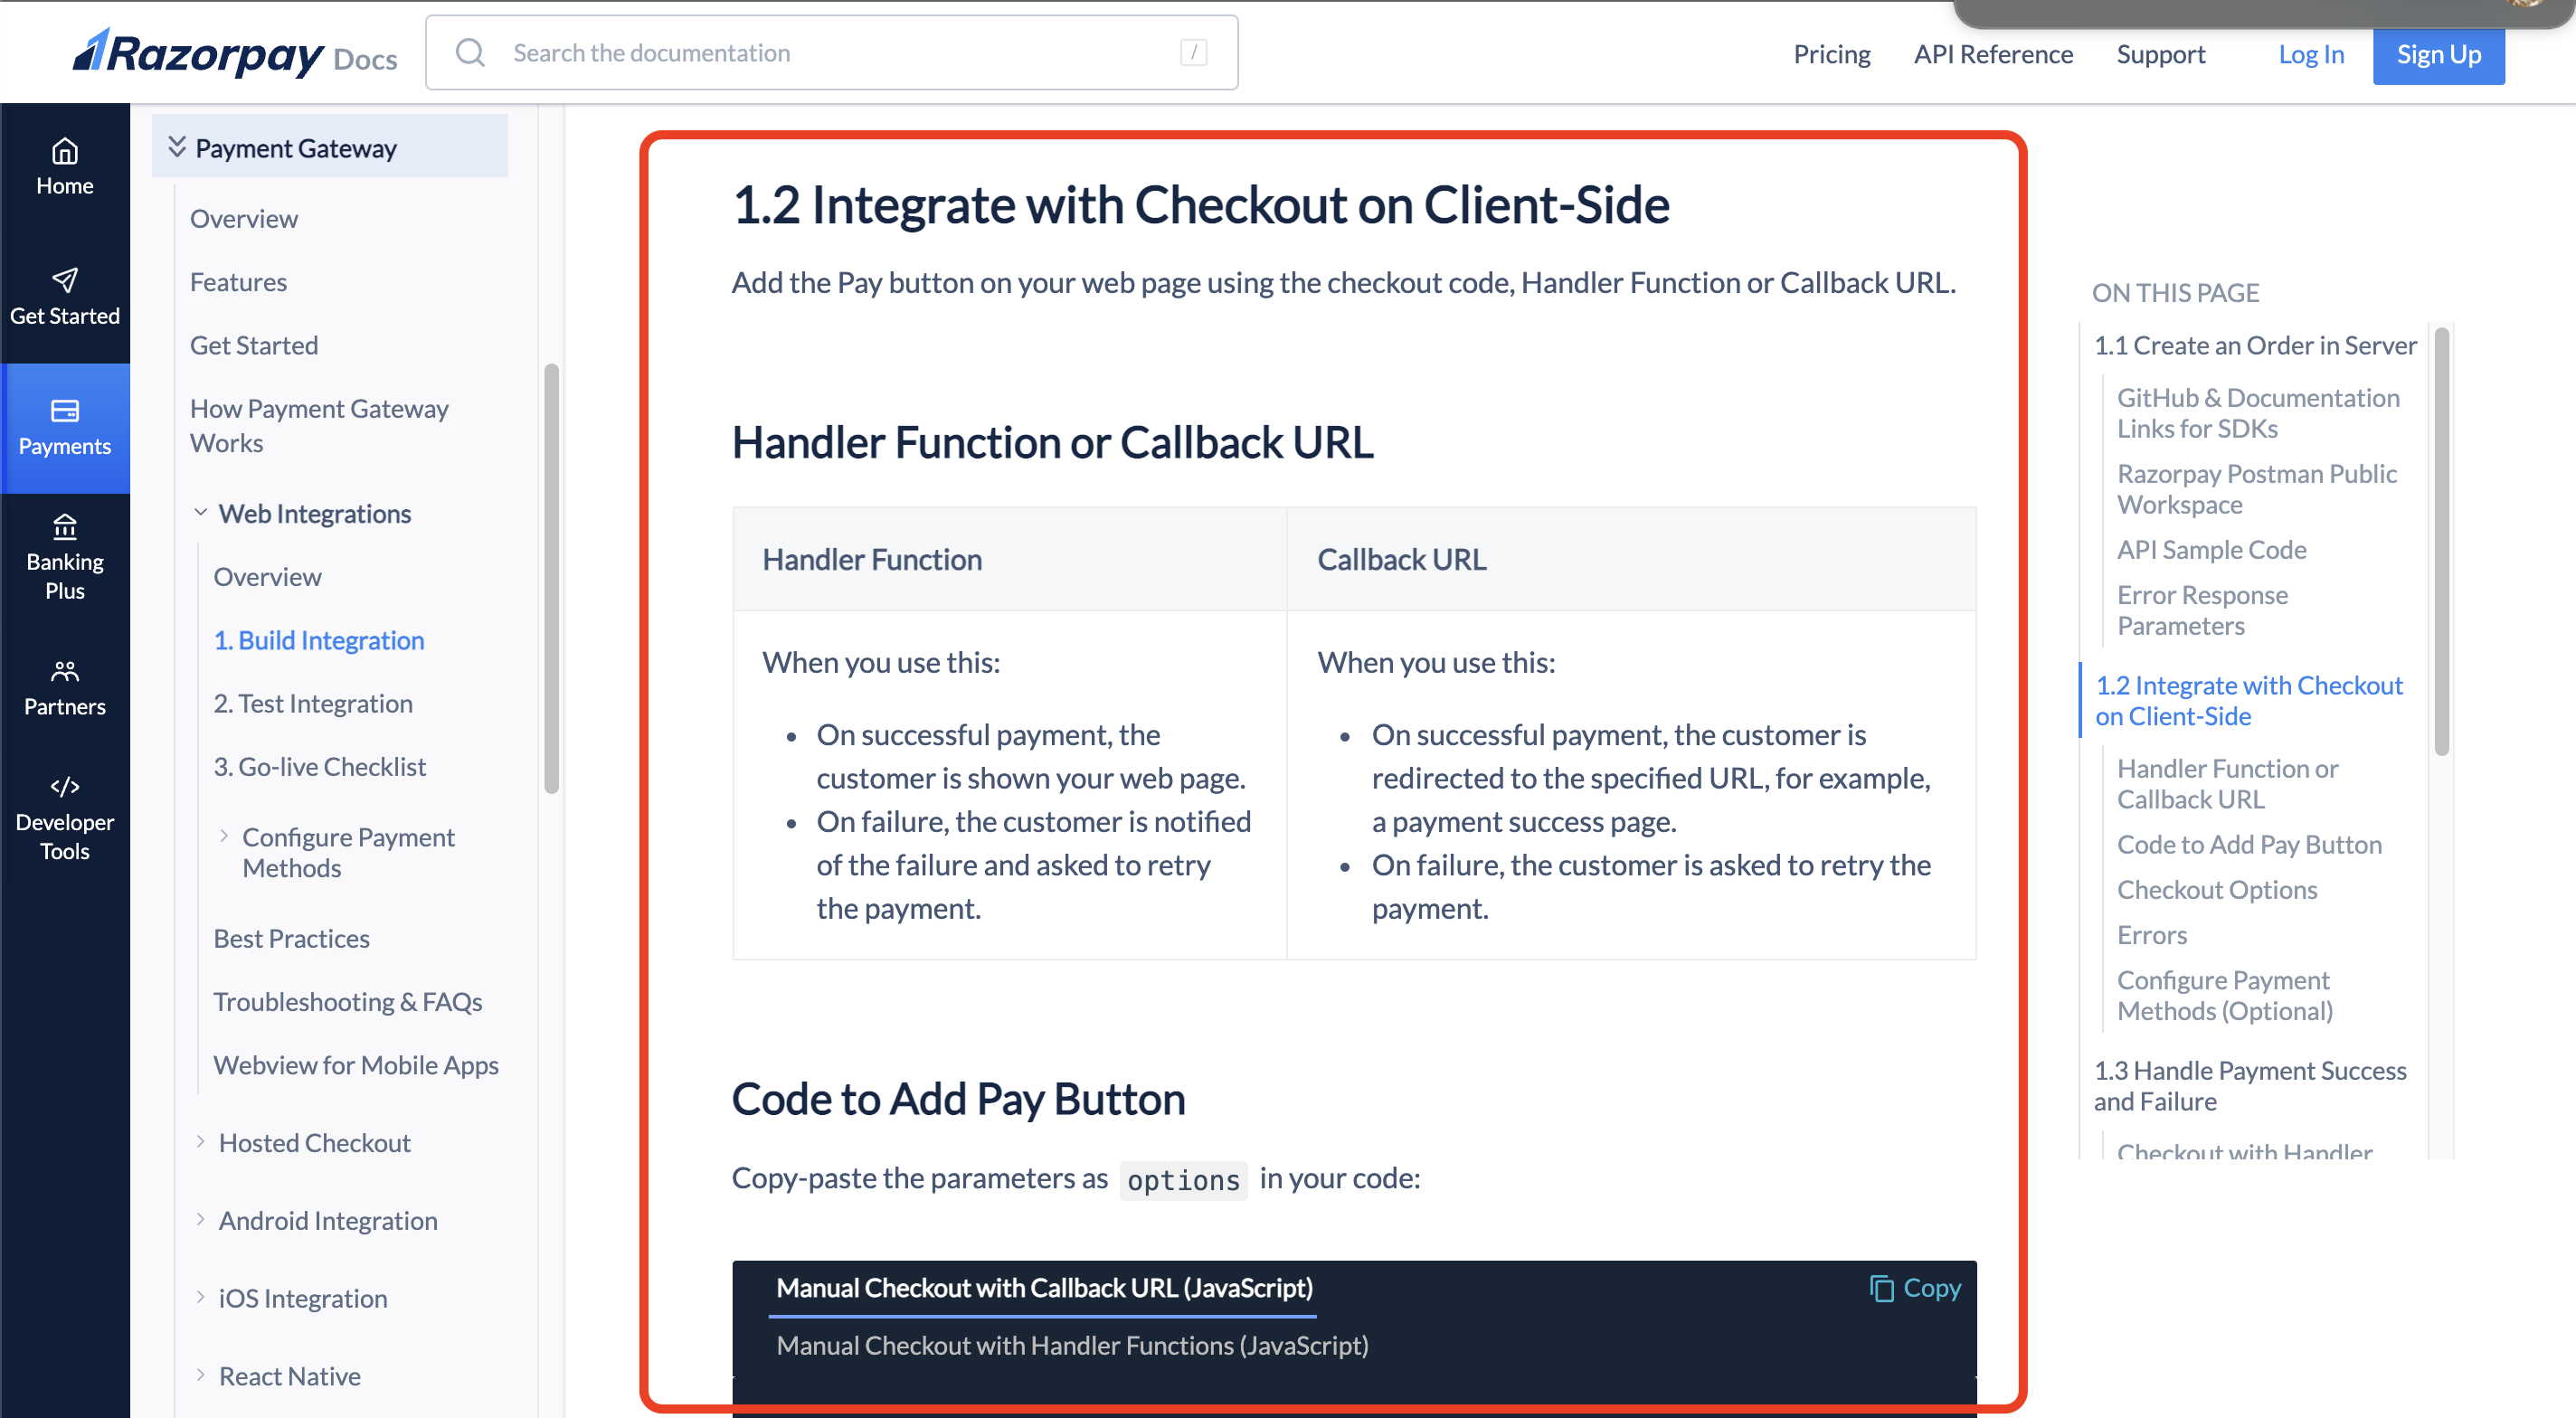 Razorpay Docs
Search the documentation
/
Pricing
API Reference
Support
Log In
Sign Up
Home
Get Started
Payments
Banking
Plus
Partners
Developer
Tools
Payment Gateway
Overview
Features
Get Started
How Payment Gateway
Works
Web Integrations
Overview
1. Build Integration
2. Test Integration
3. Go-live Checklist
Configure Payment
Methods
Best Practices
Troubleshooting & FAQs
Webview for Mobile Apps
Hosted Checkout
Android Integration
iOS Integration
React Native
1.2 Integrate with Checkout on Client-Side
Add the Pay button on your web page using the checkout code, Handler Function or Callback URL.
Handler Function or Callback URL
Handler Function
When you use this:
• On successful payment, the
customer is shown your web page.
• On failure, the customer is notified
of the failure and asked to retry
the payment.
Callback URL
When you use this:
• On successful payment, the customer is
redirected to the specified URL, for example,
a payment success page.
• On failure, the customer is asked to retry the
payment.
Code to Add Pay Button
Copy-paste the parameters as options in your code:
Manual Checkout with Callback URL (JavaScript)
Copy
Manual Checkout with Handler Functions (JavaScript)
ON THIS PAGE
1.1 Create an Order in Server
GitHub & Documentation
Links for SDKs
Razorpay Postman Public
Workspace
API Sample Code
Error Response
Parameters
1.2 Integrate with Checkout
on Client-Side
Handler Function or
Callback URL
Code to Add Pay Button
Checkout Options
Errors
Configure Payment
Methods (Optional)
1.3 Handle Payment Success
and Failure
Checkout with Handler